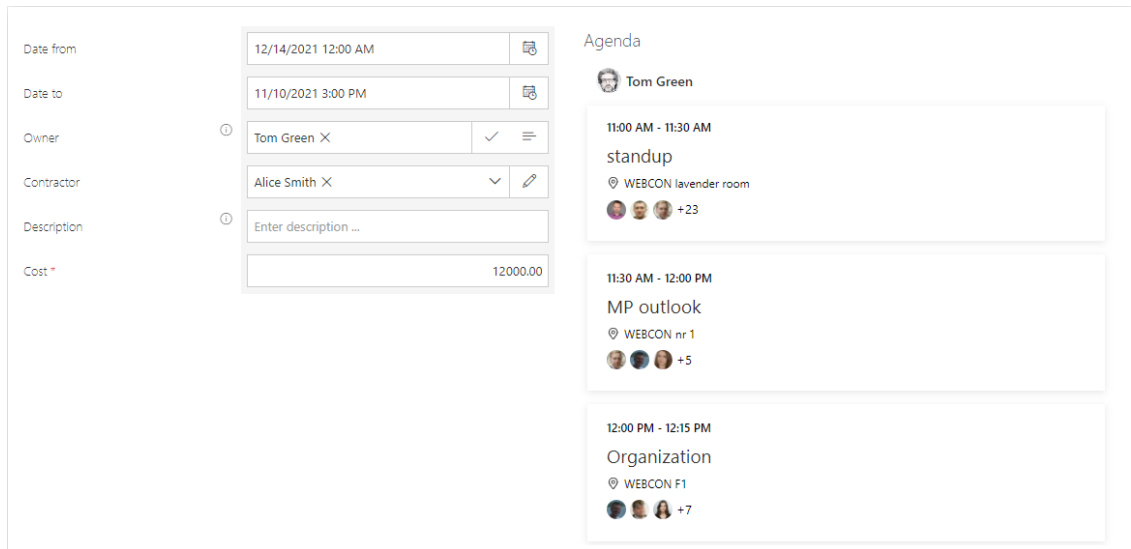 Date from
12/14/2021 12:00 AM
Date to
11/10/2021 3:00 PM
Owner
Tom Green
Contractor
Alice Smith
Description
Enter description ...
Cost *
12000.00
Agenda
Tom Green
11:00 AM - 11:30 AM
standup
WEBCON lavender room
+23
11:30 AM - 12:00 PM
MP outlook
WEBCON nr 1
+5
12:00 PM - 12:15 PM
Organization
WEBCON F1
+7